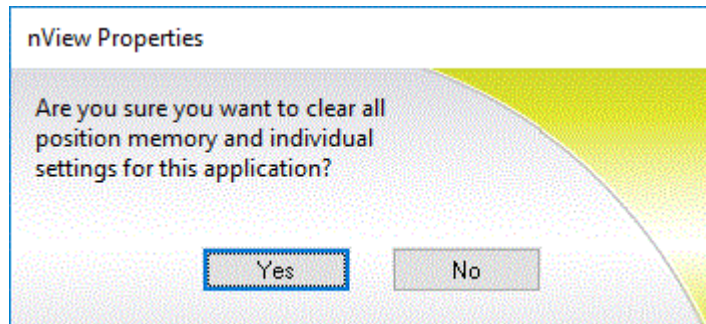 nView Properties
Are you sure you want to clear all
position memory and individual
settings for this application?
Yes No